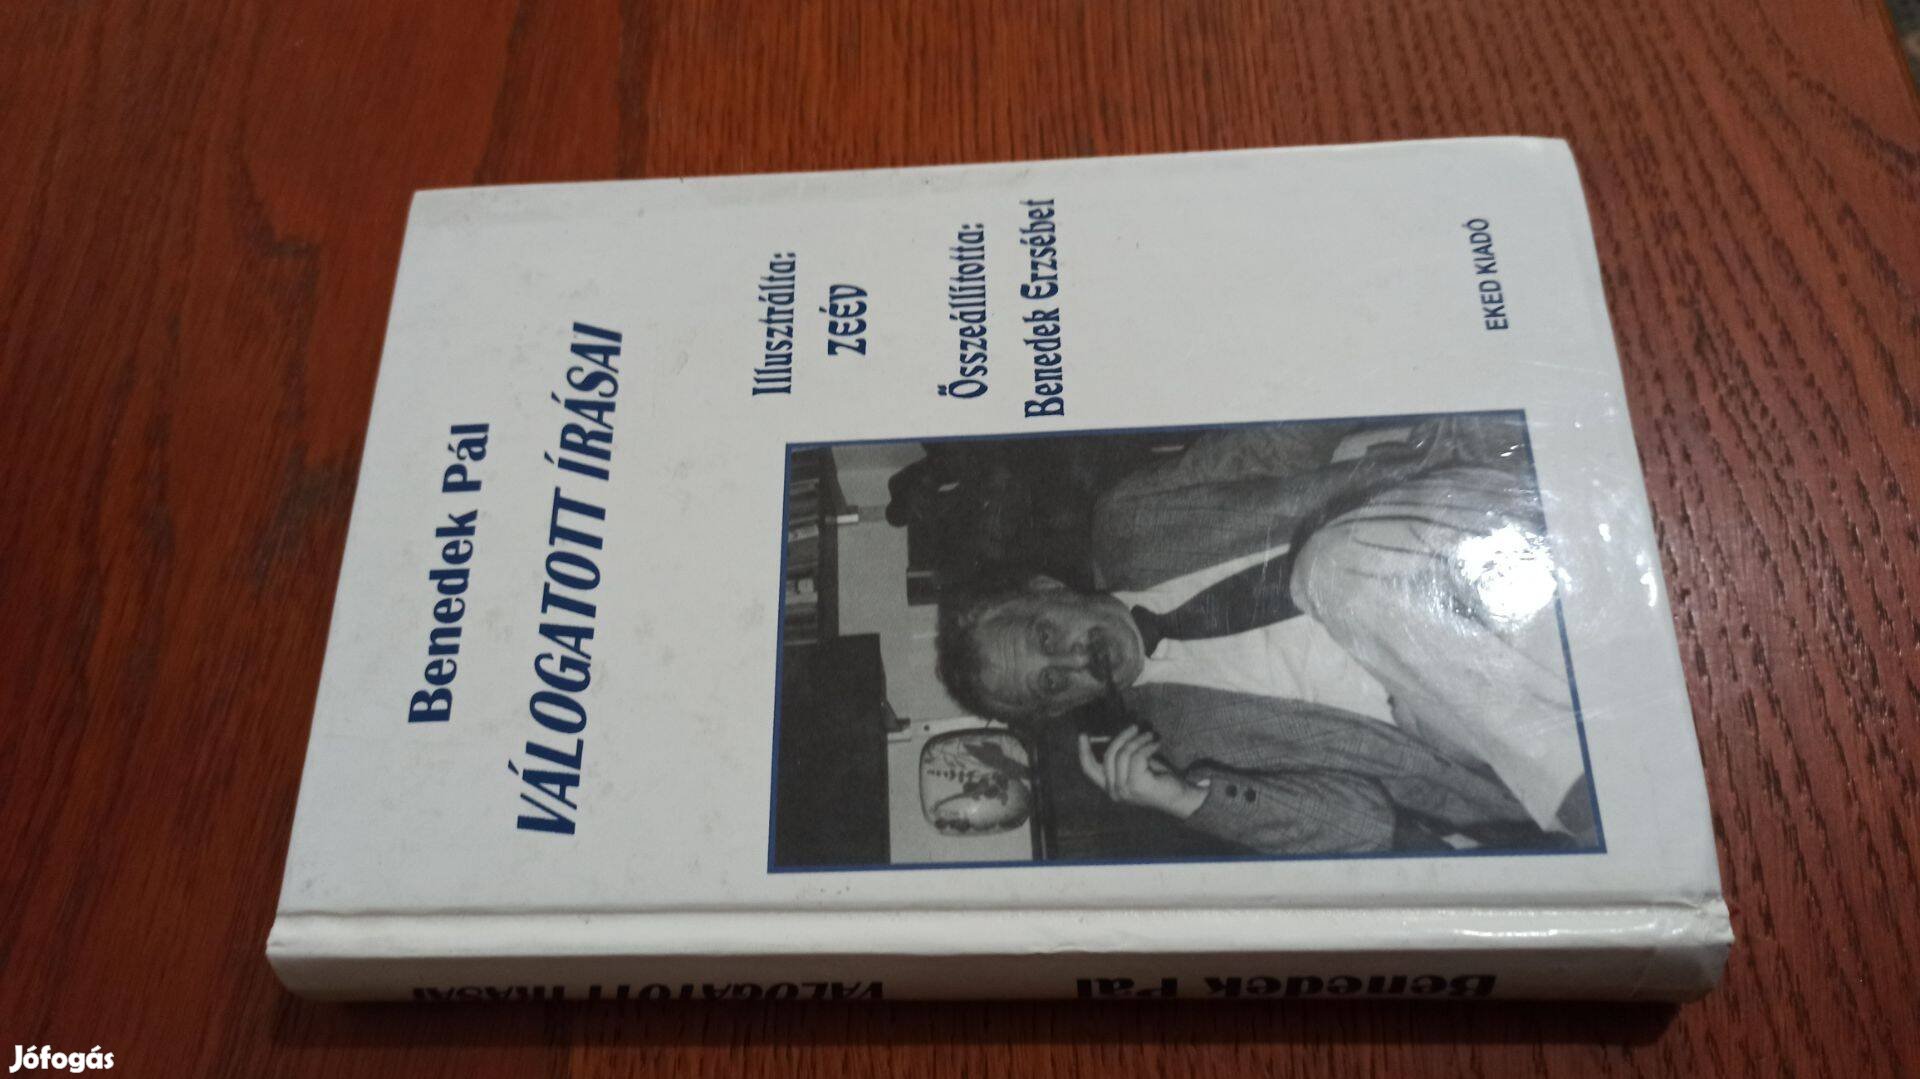 Benedek Pál
VÁLOGATOTT ÍRÁSAI
Illusztrálta:
ZEÉV
Összeállította:
Benedek Erzsébet
EKED KIADÓ
Benedek Pál
VÁLOGATOTT ÍRÁSAI
Jófogás